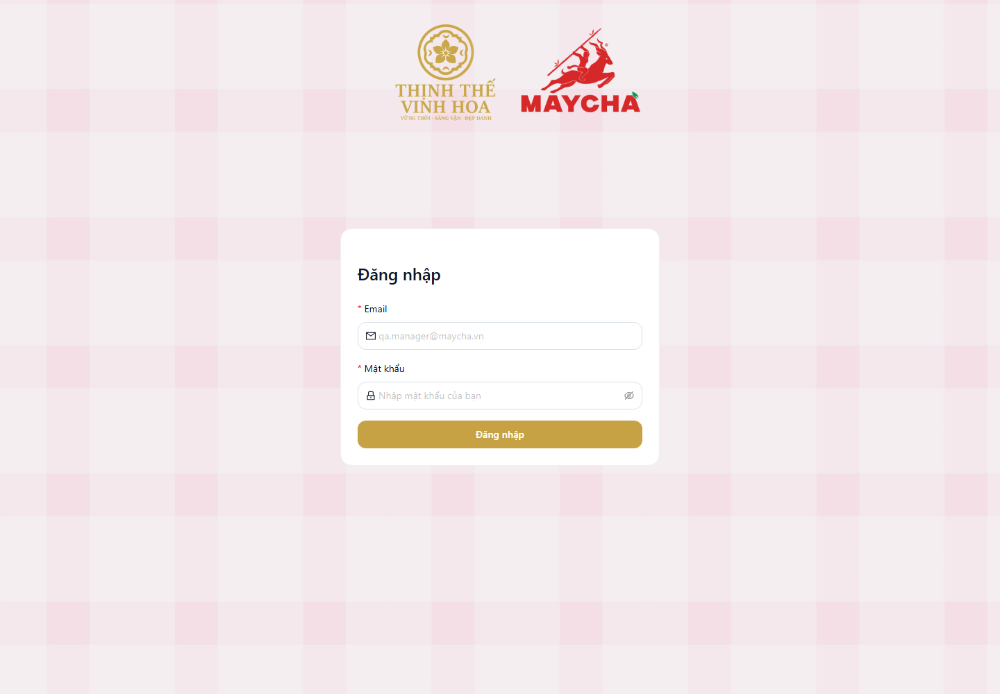 THỊNH THẾ
VINH HOA
VỮNG THỜI - SÁNG VẬN - ĐẸP DANH
MAYCHA
Đăng nhập
* Email
qa.manager@maycha.vn
* Mật khẩu
Nhập mật khẩu của bạn
Đăng nhập